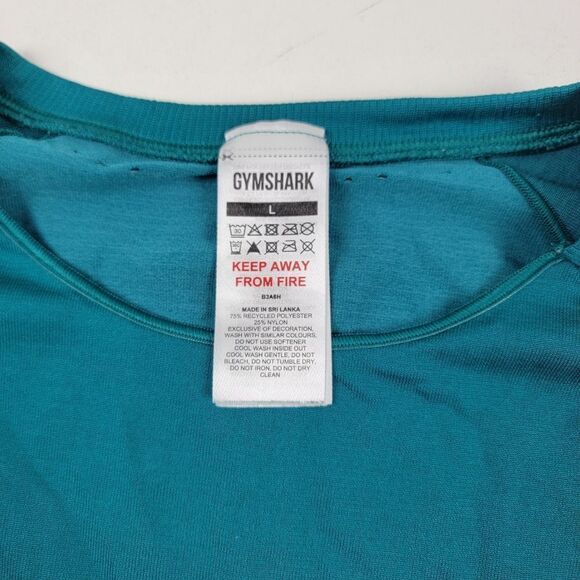 GYMSHARK
L
30
KEEP AWAY
FROM FIRE
B3A6H
MADE IN SRI LANKA
75% RECYCLED POLYESTER
25% NYLON
EXCLUSIVE OF DECORATION,
WASH WITH SIMILAR COLOURS,
DO NOT USE SOFTENER
COOL WASH INSIDE OUT
COOL WASH GENTLE, DO NOT
BLEACH, DO NOT TUMBLE DRY,
DO NOT IRON, DO NOT DRY
CLEAN